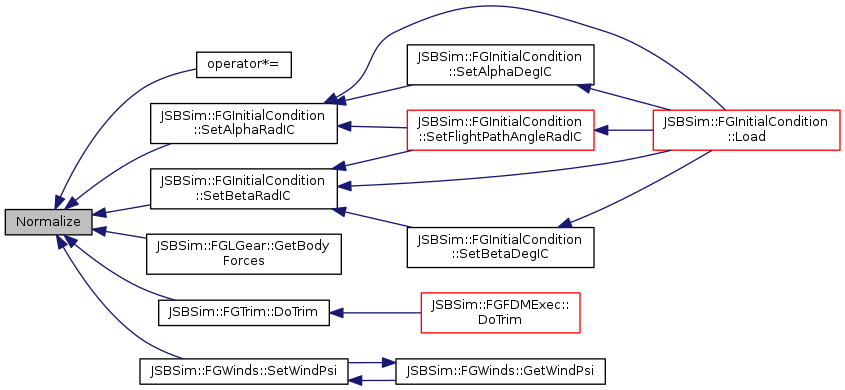 operator*=
JSBSim::FGInitialCondition
::SetAlphaRadIC
JSBSim::FGInitialCondition
::SetBetaRadIC
Normalize
JSBSim::FGLGear::GetBody
Forces
JSBSim::FGTrim::DoTrim
JSBSim::FGWinds::SetWindPsi
JSBSim::FGInitialCondition
::SetAlphaDegIC
JSBSim::FGInitialCondition
::SetFlightPathAngleRadIC
JSBSim::FGInitialCondition
::SetBetaDegIC
JSBSim::FGFDMExec::
DoTrim
JSBSim::FGWinds::GetWindPsi
JSBSim::FGInitialCondition
::Load